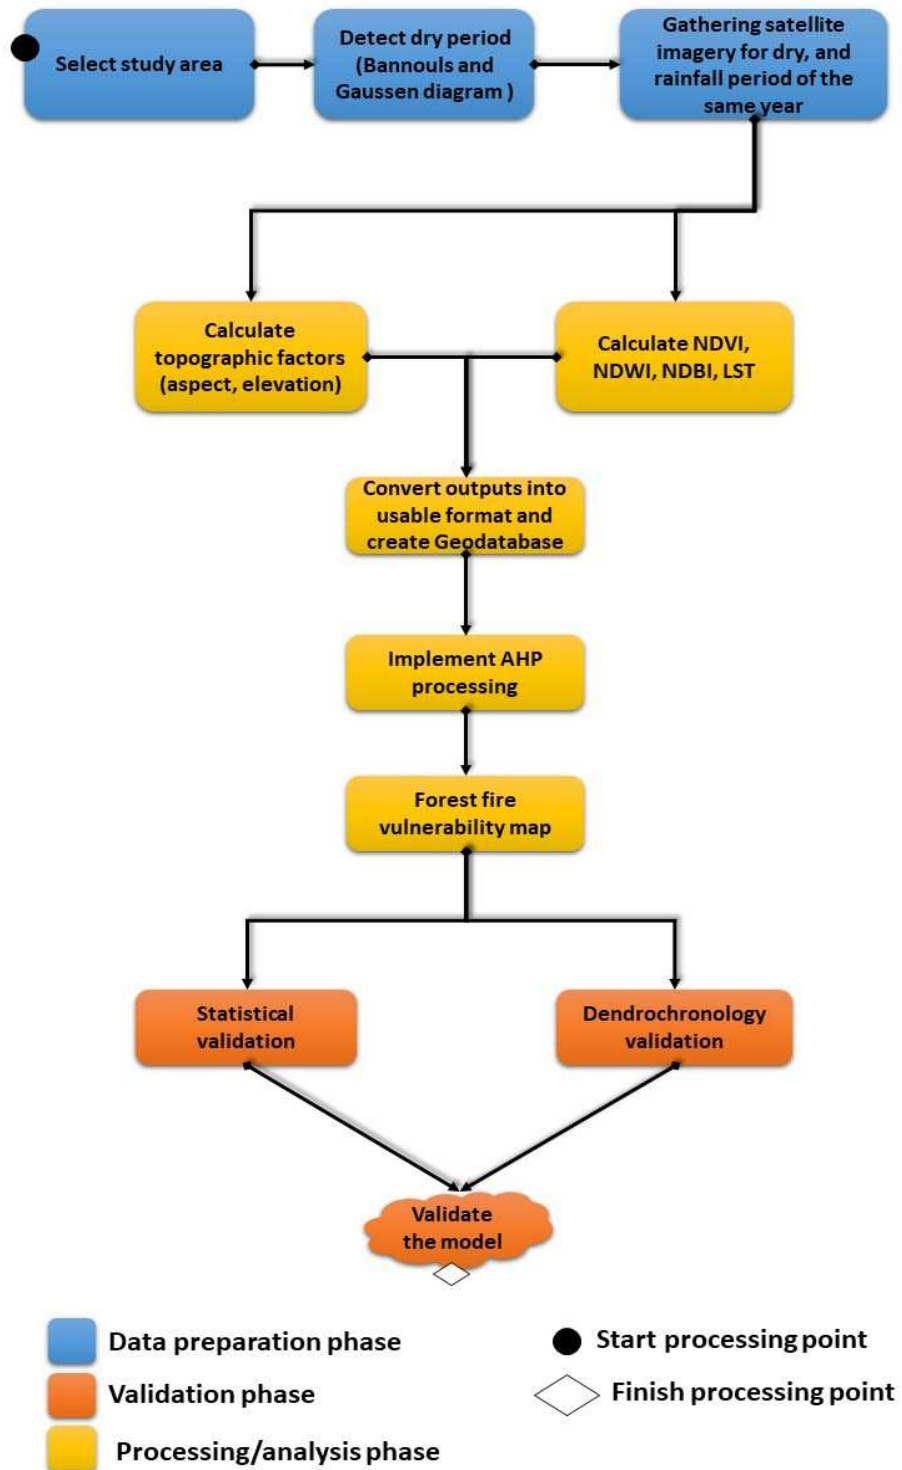 Select study area
Detect dry period
(Bannouls and
Gaussen diagram )
Gathering satellite
imagery for dry, and
rainfall period of the
same year
Calculate
topographic factors
(aspect, elevation)
Calculate NDVI,
NDWI, NDBI, LST
Convert outputs into
usable format and
create Geodatabase
Implement AHP
processing
Forest fire
vulnerability map
Statistical
validation
Dendrochronology
validation
Validate
the model
Data preparation phase
Validation phase
Processing/analysis phase
Start processing point
Finish processing point